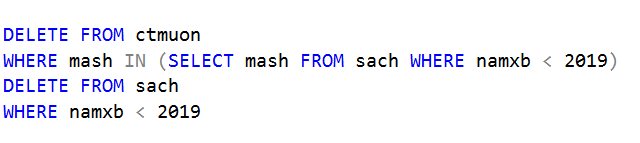 DELETE FROM ctmuon
WHERE mash IN (SELECT mash FROM sach WHERE namxb < 2019)
DELETE FROM sach
WHERE namxb < 2019